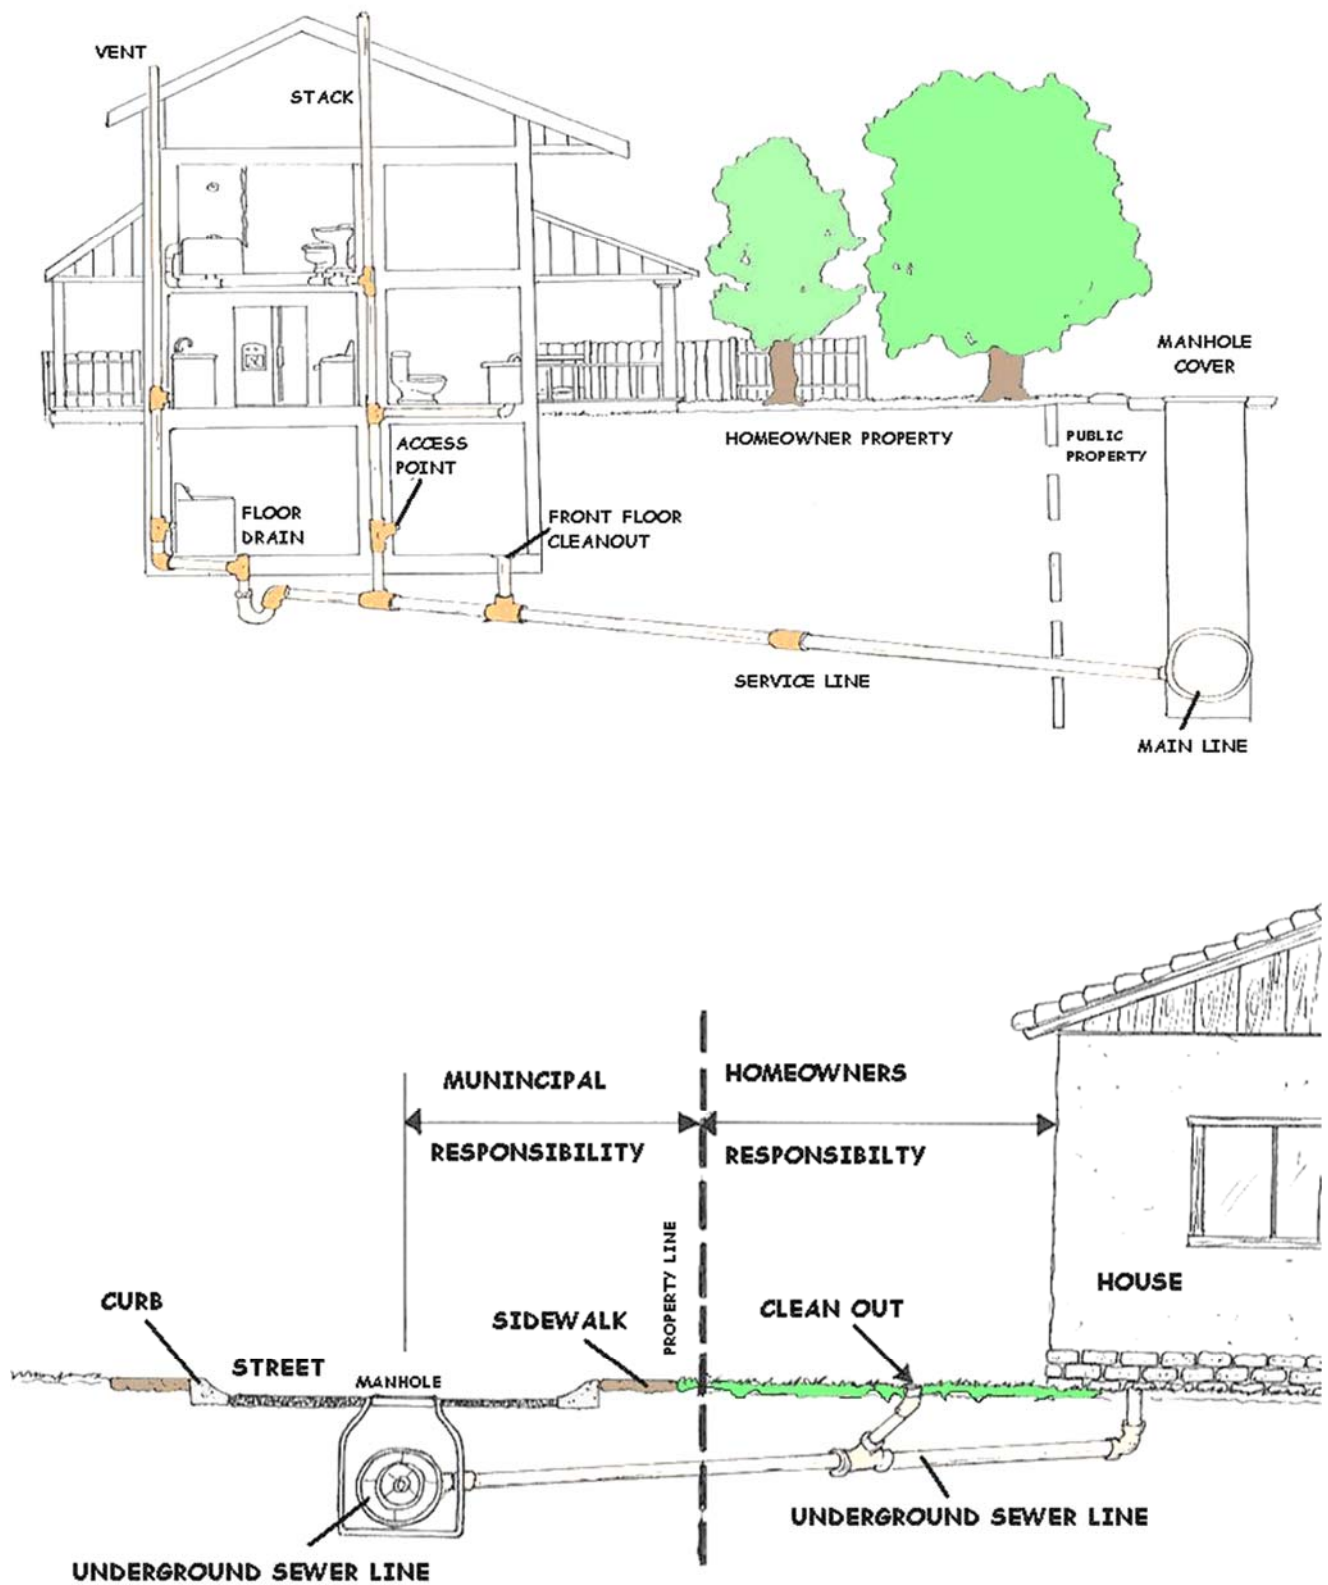 VENT
STACK
MANHOLE
COVER
HOMEOWNER PROPERTY
PUBLIC
PROPERTY
ACCESS
POINT
FLOOR
DRAIN
FRONT FLOOR
CLEANOUT
SERVICE LINE
MAIN LINE
MUNINCIPAL
RESPONSIBILITY
HOMEOWNERS
RESPONSIBILTY
PROPERTY LINE
HOUSE
CURB
STREET
MANHOLE
SIDEWALK
CLEAN OUT
UNDERGROUND SEWER LINE
UNDERGROUND SEWER LINE